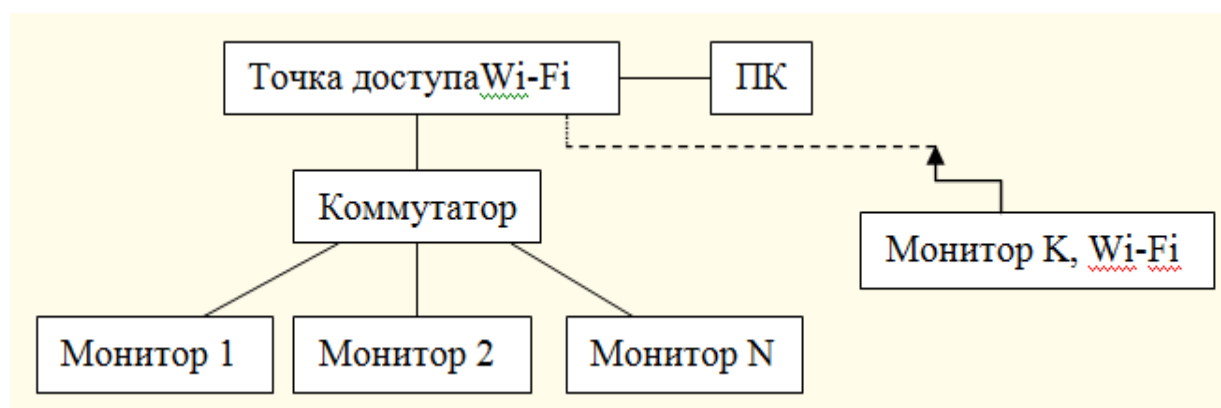 Точка доступаWi-Fi
ПК
Коммутатор
Монитор K, Wi-Fi
Монитор 1
Монитор 2
Монитор N